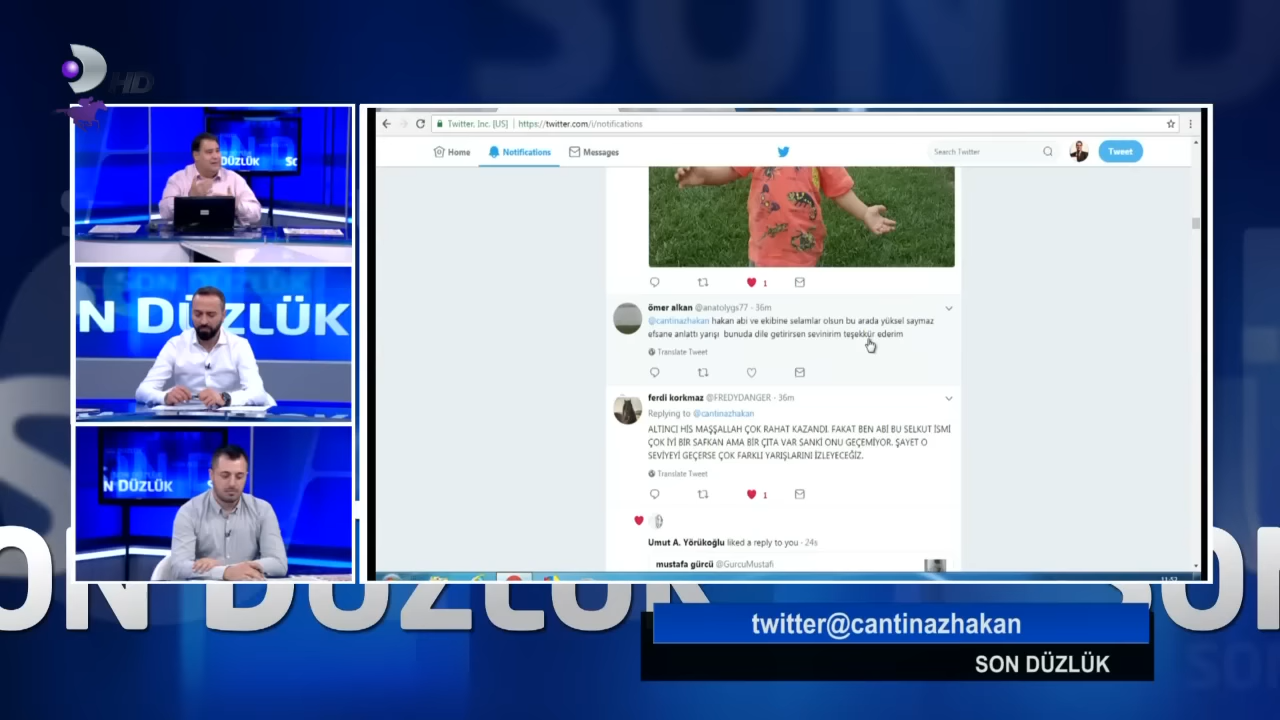 SON D
HD
DÜZLÜK
SO
N DÜZLÜK
SON DÜZLÜK
N DÜZLÜK
Twitter, Inc. [US] | https://twitter.com/i/notifications
Home
Notifications
Messages
Search Twitter
Tweet
1
ömer alkan @anatolygs77 · 36m
@cantinazhakan hakan abi ve ekibine selamlar olsun bu arada yüksel saymaz
efsane anlattı yarışı bunuda dile getirirsen sevinirim teşekkür ederim
Translate Tweet
ferdi korkmaz @FREDYDANGER · 36m
Replying to @cantinazhakan
ALTINCI HİS MAŞŞALLAH ÇOK RAHAT KAZANDI. FAKAT BEN ABİ BU SELKUT İSMİ
ÇOK İYİ BİR SAFKAN AMA BİR ÇITA VAR SANKİ ONU GEÇEMİYOR. ŞAYET O
SEVİYEYİ GEÇERSE ÇOK FARKLI YARIŞLARINI İZLEYECEĞİZ.
Translate Tweet
1
Umut A. Yörükoğlu liked a reply to you · 24s
mustafa gürcü @GurcuMustafi
ON DÜZLÜK
SON
twitter@cantinazhakan
SON DÜZLÜK
SON